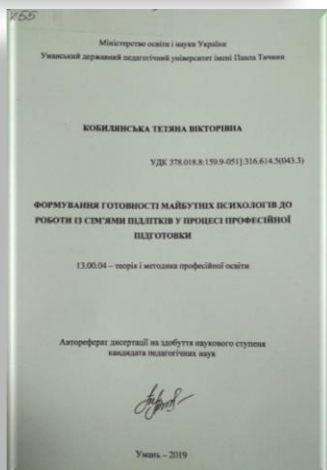 255
Міністерство освіти і науки України
Уманський державний педагогічний університет імені Павла Тичини
КОБИЛЯНСЬКА ТЕТЯНА ВІКТОРІВНА
УДК 378.018.8:159.9-051].316.614.5(043.3)
ФОРМУВАННЯ ГОТОВНОСТІ МАЙБУТНІХ ПСИХОЛОГІВ ДО
РОБОТИ ІЗ СІМ'ЯМИ ПІДЛІТКІВ У ПРОЦЕСІ ПРОФЕСІЙНОЇ
ПІДГОТОВКИ
13.00.04 – теорія і методика професійної освіти
Автореферат дисертації на здобуття наукового ступеня
кандидата педагогічних наук
Умань – 2019